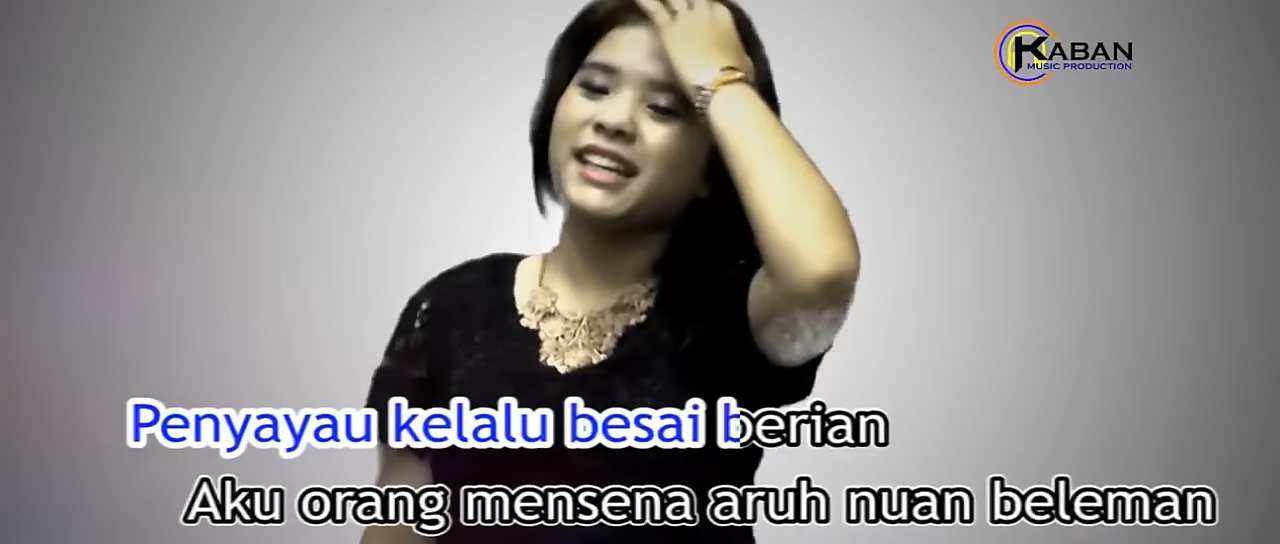 KABAN
MUSIC PRODUCTION
Penyayau kelalu besai berian
Aku orang mensena aruh nuan beleman